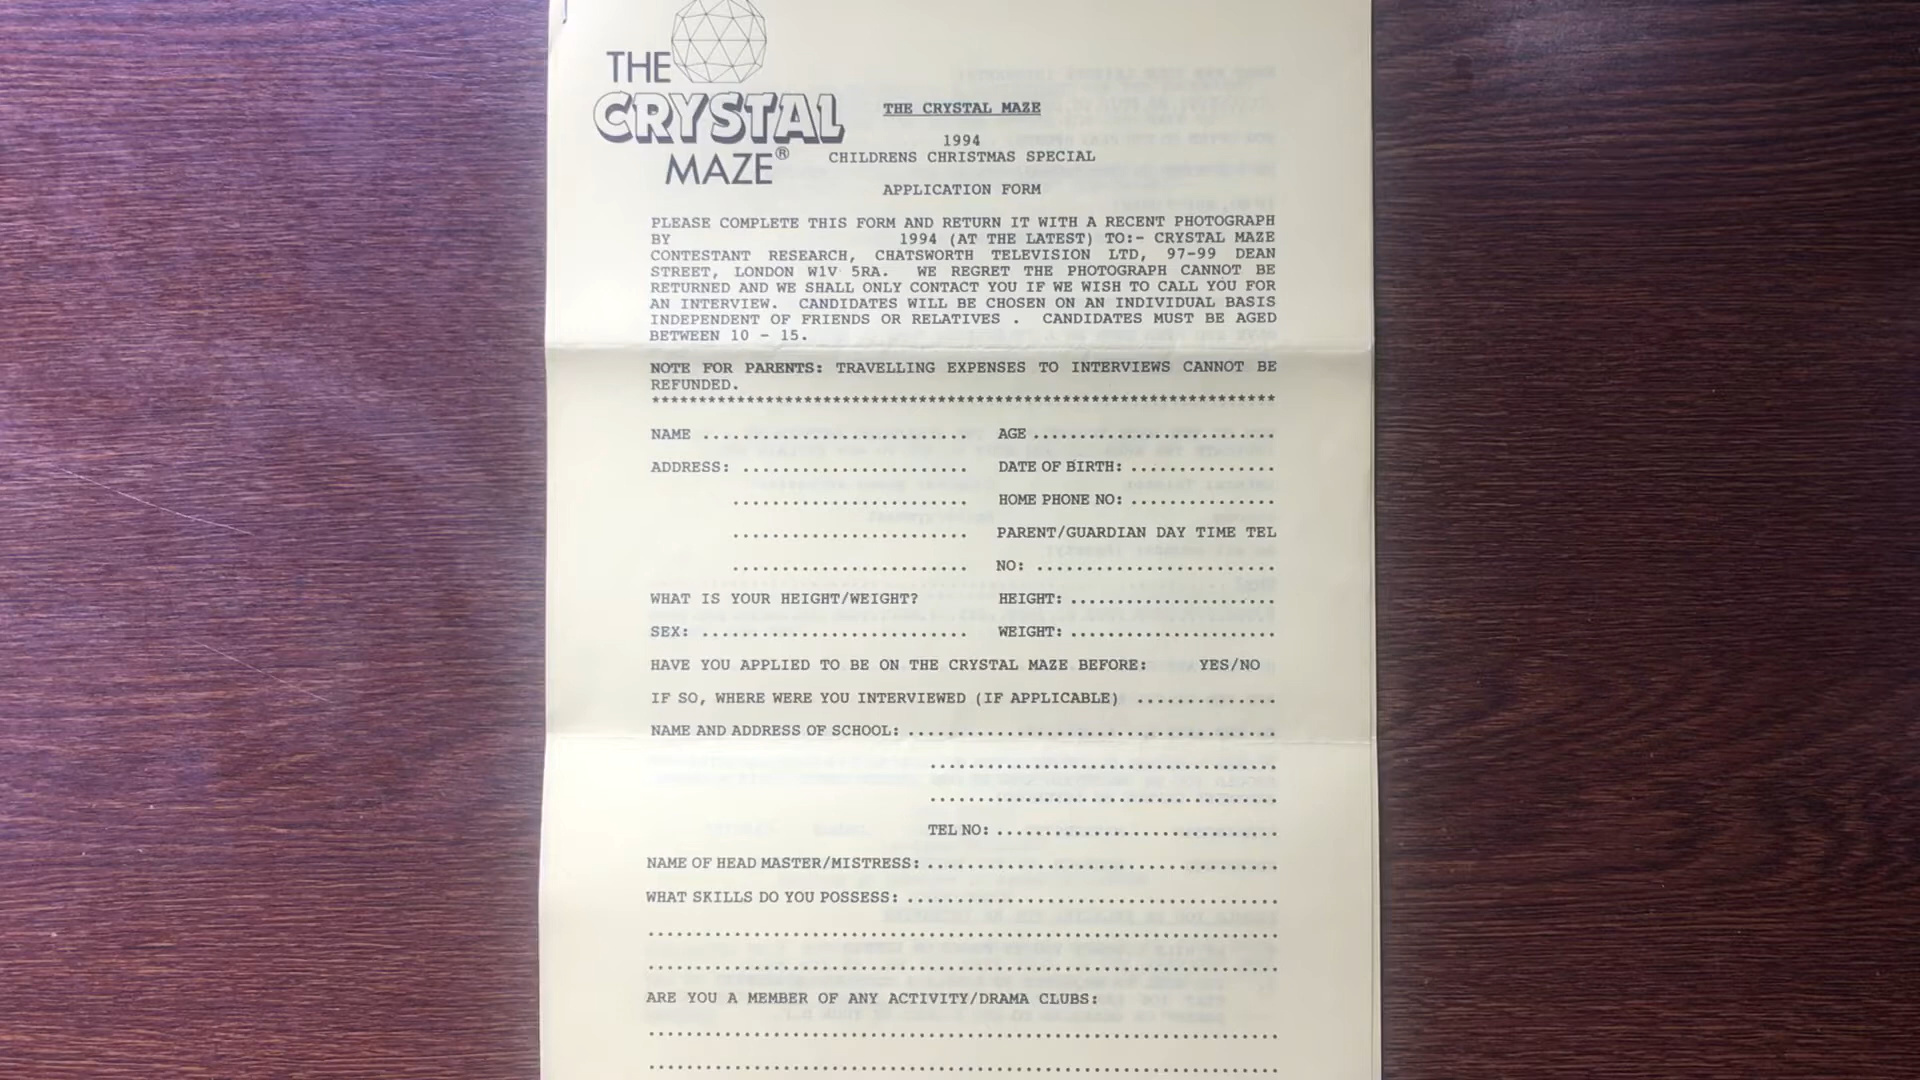 THE
CRYSTAL
MAZE®
THE CRYSTAL MAZE
1994
CHILDRENS CHRISTMAS SPECIAL
APPLICATION FORM
PLEASE COMPLETE THIS FORM AND RETURN IT WITH A RECENT PHOTOGRAPH
BY 1994 (AT THE LATEST) TO:- CRYSTAL MAZE
CONTESTANT RESEARCH, CHATSWORTH TELEVISION LTD, 97-99 DEAN
STREET, LONDON W1V 5RA. WE REGRET THE PHOTOGRAPH CANNOT BE
RETURNED AND WE SHALL ONLY CONTACT YOU IF WE WISH TO CALL YOU FOR
AN INTERVIEW. CANDIDATES WILL BE CHOSEN ON AN INDIVIDUAL BASIS
INDEPENDENT OF FRIENDS OR RELATIVES . CANDIDATES MUST BE AGED
BETWEEN 10 - 15.
NOTE FOR PARENTS: TRAVELLING EXPENSES TO INTERVIEWS CANNOT BE
REFUNDED.
******************************************************************
NAME ........................... AGE .........................
ADDRESS: ....................... DATE OF BIRTH: ...............
........................ HOME PHONE NO: ...............
........................ PARENT/GUARDIAN DAY TIME TEL
........................ NO: ........................
WHAT IS YOUR HEIGHT/WEIGHT? HEIGHT: .....................
SEX: ........................... WEIGHT: .....................
HAVE YOU APPLIED TO BE ON THE CRYSTAL MAZE BEFORE: YES/NO
IF SO, WHERE WERE YOU INTERVIEWED (IF APPLICABLE) ..............
NAME AND ADDRESS OF SCHOOL: ......................................
....................................
....................................
TEL NO: .............................
NAME OF HEAD MASTER/MISTRESS: ....................................
WHAT SKILLS DO YOU POSSESS: ......................................
.................................................................
.................................................................
ARE YOU A MEMBER OF ANY ACTIVITY/DRAMA CLUBS:
.................................................................
.................................................................